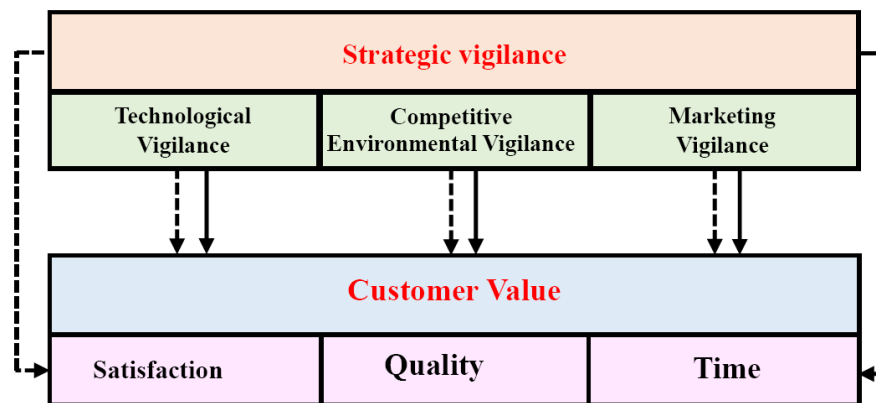 Strategic vigilance
Technological
Vigilance
Competitive
Environmental Vigilance
Marketing
Vigilance
Customer Value
Satisfaction
Quality
Time